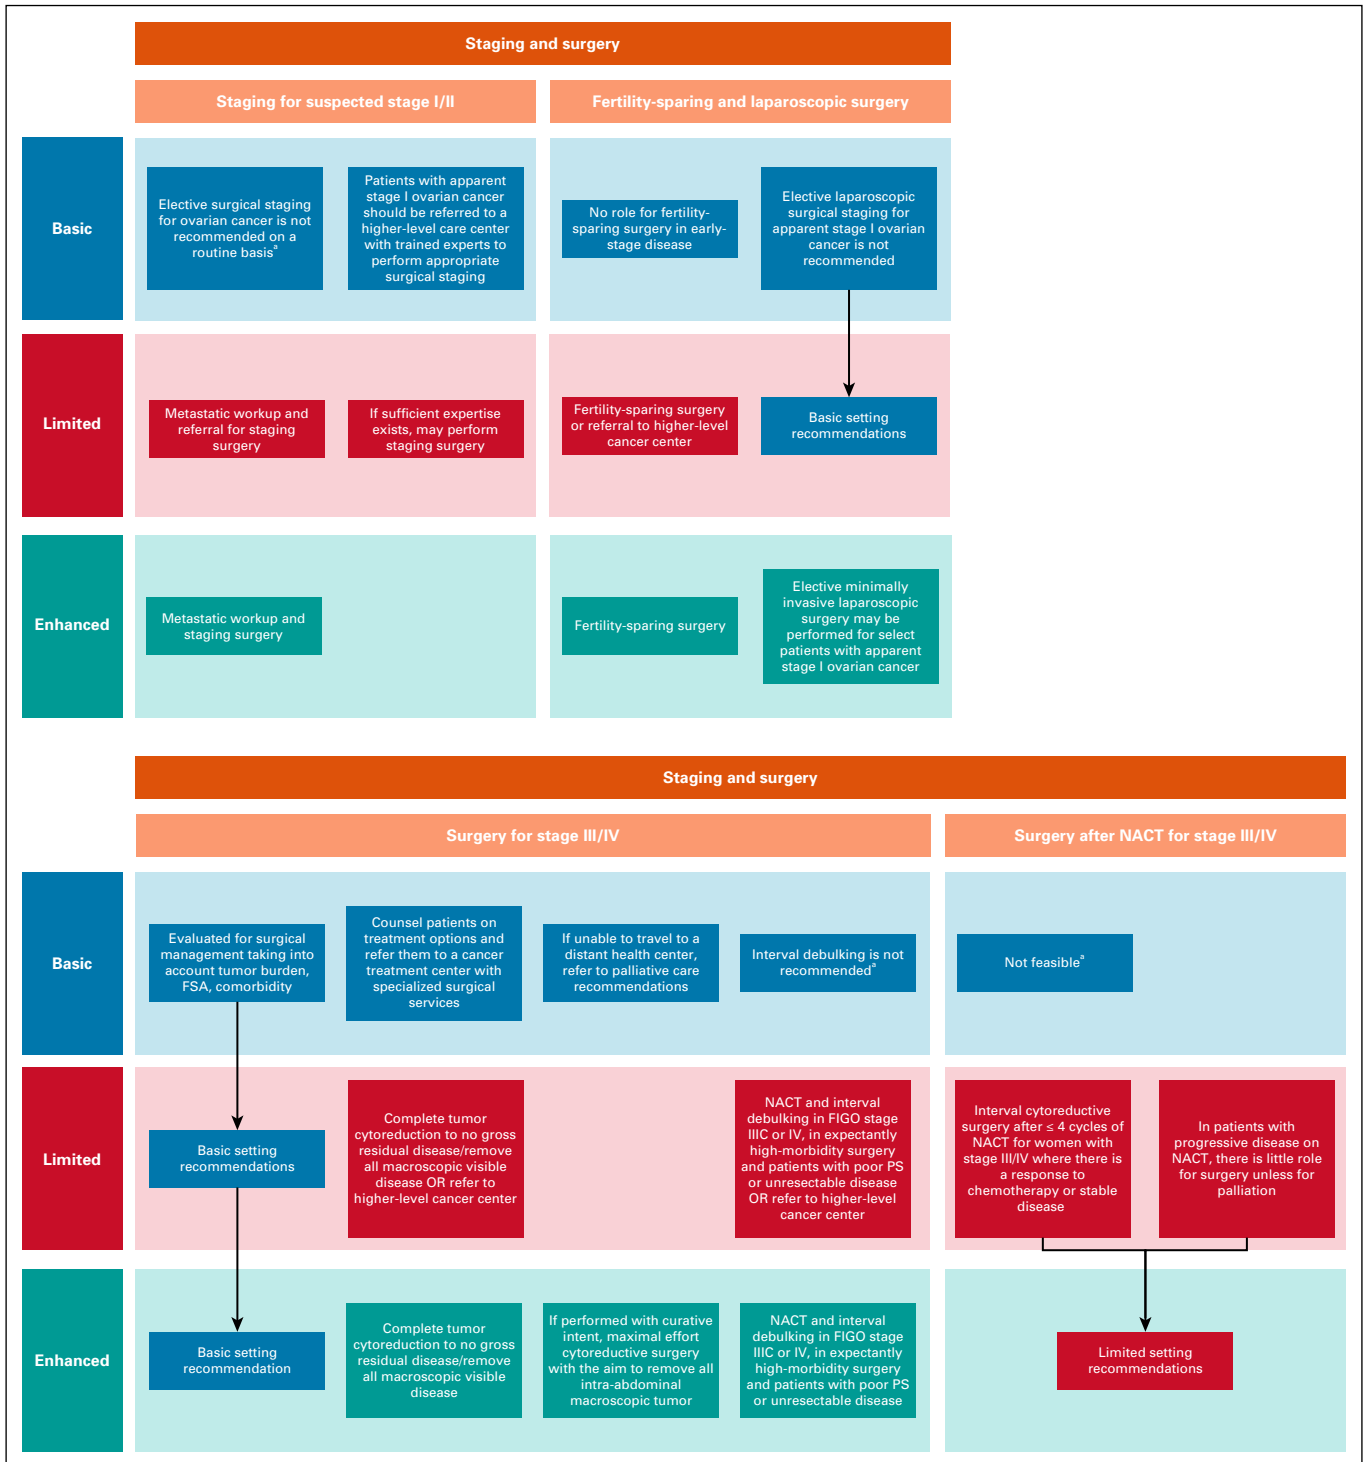 Staging and surgery
Staging for suspected stage I/II
Fertility-sparing and laparoscopic surgery
Basic
Elective surgical staging
for ovarian cancer is not
recommended on a
routine basisᵃ
Patients with apparent
stage I ovarian cancer
should be referred to a
higher-level care center
with trained experts to
perform appropriate
surgical staging
No role for fertility-
sparing surgery in early-
stage disease
Elective laparoscopic
surgical staging for
apparent stage I ovarian
cancer is not
recommended
Limited
Metastatic workup and
referral for staging
surgery
If sufficient expertise
exists, may perform
staging surgery
Fertility-sparing surgery
or referral to higher-level
cancer center
Basic setting
recommendations
Enhanced
Metastatic workup and
staging surgery
Fertility-sparing surgery
Elective minimally
invasive laparoscopic
surgery may be
performed for select
patients with apparent
stage I ovarian cancer
Staging and surgery
Surgery for stage III/IV
Surgery after NACT for stage III/IV
Basic
Evaluated for surgical
management taking into
account tumor burden,
FSA, comorbidity
Counsel patients on
treatment options and
refer them to a cancer
treatment center with
specialized surgical
services
If unable to travel to a
distant health center,
refer to palliative care
recommendations
Interval debulking is not
recommendedᵃ
Not feasibleᵃ
Limited
Basic setting
recommendations
Complete tumor
cytoreduction to no gross
residual disease/remove
all macroscopic visible
disease OR refer to
higher-level cancer center
NACT and interval
debulking in FIGO stage
IIIC or IV, in expectantly
high-morbidity surgery
and patients with poor PS
or unresectable disease
OR refer to higher-level
cancer center
Interval cytoreductive
surgery after ≤ 4 cycles of
NACT for women with
stage III/IV where there is
a response to
chemotherapy or stable
disease
In patients with
progressive disease on
NACT, there is little role
for surgery unless for
palliation
Enhanced
Basic setting
recommendation
Complete tumor
cytoreduction to no gross
residual disease/remove
all macroscopic visible
disease
If performed with curative
intent, maximal effort
cytoreductive surgery
with the aim to remove all
intra-abdominal
macroscopic tumor
NACT and interval
debulking in FIGO stage
IIIC or IV, in expectantly
high-morbidity surgery
and patients with poor PS
or unresectable disease
Limited setting
recommendations